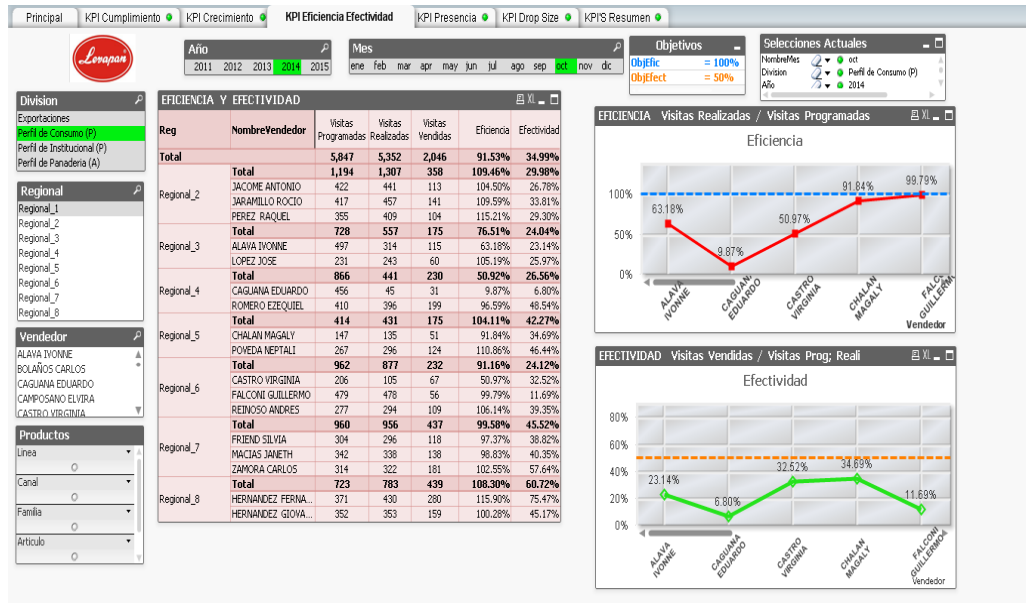 Principal KPI Cumplimiento KPI Crecimiento KPI Eficiencia Efectividad KPI Presencia KPI Drop Size KPI'S Resumen
Levapan
Año
2011 2012 2013 2014 2015
Mes
ene feb mar apr may jun jul ago sep oct nov dic
Objetivos
ObjEfic = 100%
ObjEfect = 50%
Selecciones Actuales
NombreMes oct
Division Perfil de Consumo (P)
Año 2014
Division
Exportaciones
Perfil de Consumo (P)
Perfil de Institucional (P)
Perfil de Panaderia (A)
Regional
Regional_1
Regional_2
Regional_3
Regional_4
Regional_5
Regional_6
Regional_7
Regional_8
Vendedor
ALAVA IVONNE
BOLAÑOS CARLOS
CAGUANA EDUARDO
CAMPOSANO ELVIRA
CASTRO VIRGINIA
Productos
Linea
Canal
Familia
Articulo
EFICIENCIA Y EFECTIVIDAD XL
Reg NombreVendedor Visitas Programadas Visitas Realizadas Visitas Vendidas Eficiencia Efectividad
Total 5,847 5,352 2,046 91.53% 34.99%
Regional_2 Total 1,194 1,307 358 109.46% 29.98%
JACOME ANTONIO 422 441 113 104.50% 26.78%
JARAMILLO ROCIO 417 457 141 109.59% 33.81%
PEREZ RAQUEL 355 409 104 115.21% 29.30%
Regional_3 Total 728 557 175 76.51% 24.04%
ALAVA IVONNE 497 314 115 63.18% 23.14%
LOPEZ JOSE 231 243 60 105.19% 25.97%
Regional_4 Total 866 441 230 50.92% 26.56%
CAGUANA EDUARDO 456 45 31 9.87% 6.80%
ROMERO EZEQUIEL 410 396 199 96.59% 48.54%
Regional_5 Total 414 431 175 104.11% 42.27%
CHALAN MAGALY 147 135 51 91.84% 34.69%
POVEDA NEPTALI 267 296 124 110.86% 46.44%
Regional_6 Total 962 877 232 91.16% 24.12%
CASTRO VIRGINIA 206 105 67 50.97% 32.52%
FALCONI GUILLERMO 479 478 56 99.79% 11.69%
REINOSO ANDRES 277 294 109 106.14% 39.35%
Regional_7 Total 960 956 437 99.58% 45.52%
FRIEND SILVIA 304 296 118 97.37% 38.82%
MACIAS JANETH 342 338 138 98.83% 40.35%
ZAMORA CARLOS 314 322 181 102.55% 57.64%
Regional_8 Total 723 783 439 108.30% 60.72%
HERNANDEZ FERNA... 371 430 280 115.90% 75.47%
HERNANDEZ GIOVA... 352 353 159 100.28% 45.17%
EFICIENCIA Visitas Realizadas / Visitas Programadas XL
Eficiencia
100%
50%
0%
63.18% 9.87% 50.97% 91.84% 99.79%
ALAVA IVONNE
CAGUANA EDUARDO
CASTRO VIRGINIA
CHALAN MAGALY
FALC... GUILLERMO
Vendedor
EFECTIVIDAD Visitas Vendidas / Visitas Prog; Reali XL
Efectividad
80%
60%
40%
20%
0%
23.14% 6.80% 32.52% 34.69% 11.69%
ALAVA IVONNE
CAGUANA EDUARDO
CASTRO VIRGINIA
CHALAN MAGALY
FALCONI GUILLERMO
Vendedor